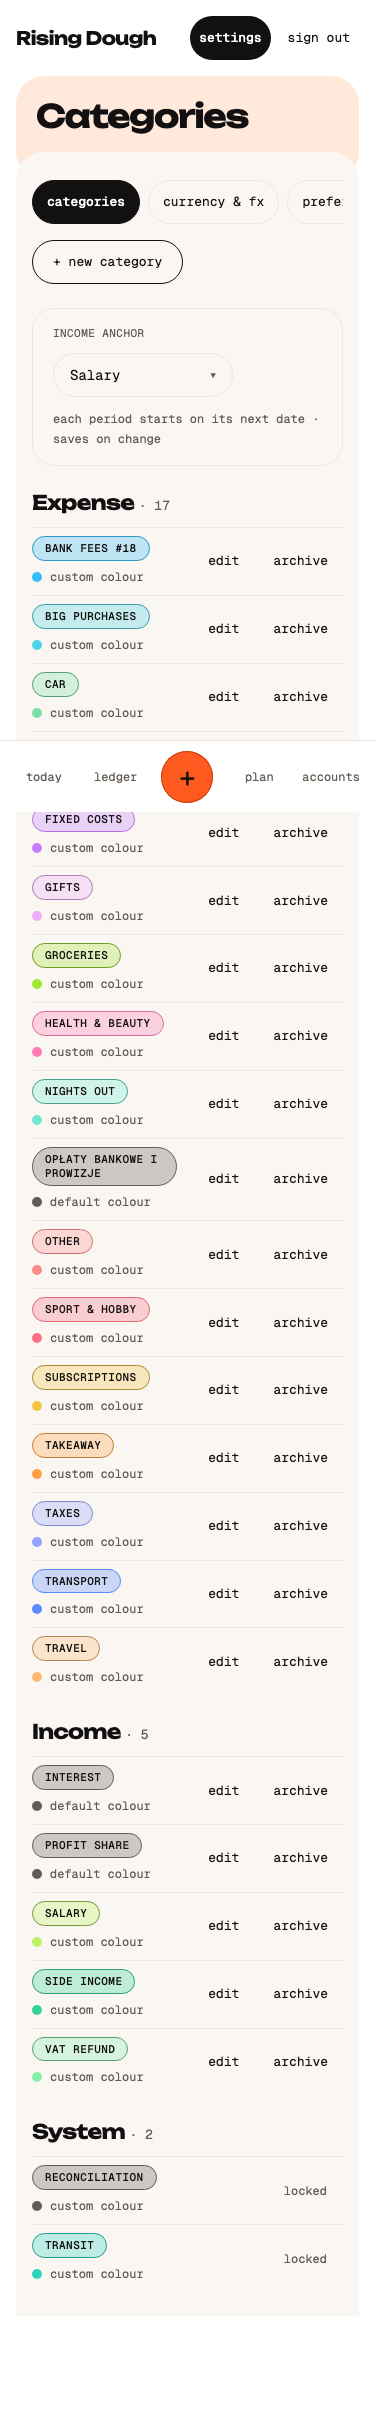 Rising Dough
settings
sign out
Categories
categories
currency & fx
prefe
+ new category
INCOME ANCHOR
Salary ▾
each period starts on its next date ·
saves on change
Expense · 17
BANK FEES #18
custom colour
edit
archive
BIG PURCHASES
custom colour
edit
archive
CAR
custom colour
edit
archive
today
ledger
+
plan
accounts
FIXED COSTS
custom colour
edit
archive
GIFTS
custom colour
edit
archive
GROCERIES
custom colour
edit
archive
HEALTH & BEAUTY
custom colour
edit
archive
NIGHTS OUT
custom colour
edit
archive
OPŁATY BANKOWE I
PROWIZJE
default colour
edit
archive
OTHER
custom colour
edit
archive
SPORT & HOBBY
custom colour
edit
archive
SUBSCRIPTIONS
custom colour
edit
archive
TAKEAWAY
custom colour
edit
archive
TAXES
custom colour
edit
archive
TRANSPORT
custom colour
edit
archive
TRAVEL
custom colour
edit
archive
Income · 5
INTEREST
default colour
edit
archive
PROFIT SHARE
default colour
edit
archive
SALARY
custom colour
edit
archive
SIDE INCOME
custom colour
edit
archive
VAT REFUND
custom colour
edit
archive
System · 2
RECONCILIATION
custom colour
locked
TRANSIT
custom colour
locked